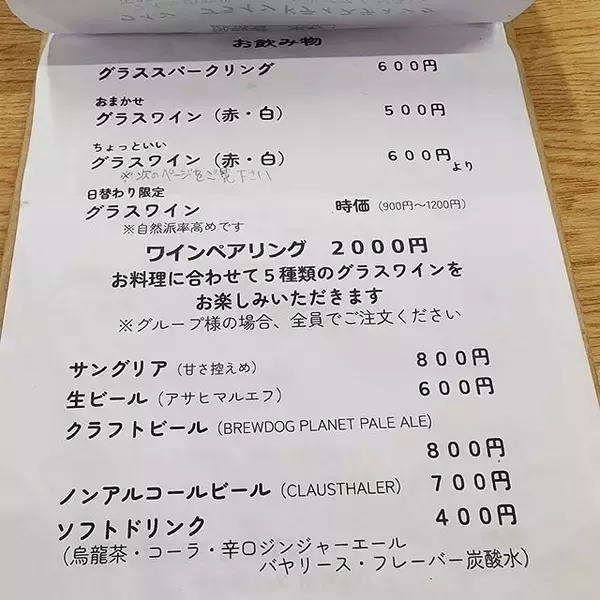 お飲み物
グラススパークリング 600円
おまかせ
グラスワイン（赤・白） 500円
ちょっといい
グラスワイン（赤・白） 600円より
※次のページをご覧下さい
日替わり限定
グラスワイン 時価（900円～1200円）
※自然派率高めです
ワインペアリング 2000円
お料理に合わせて5種類のグラスワインを
お楽しみいただきます
※グループ様の場合、全員でご注文ください
サングリア（甘さ控えめ） 800円
生ビール（アサヒマルエフ） 600円
クラフトビール（BREWDOG PLANET PALE ALE）
800円
ノンアルコールビール（CLAUSTHALER） 700円
ソフトドリンク 400円
（烏龍茶・コーラ・辛口ジンジャーエール
バヤリース・フレーバー炭酸水）